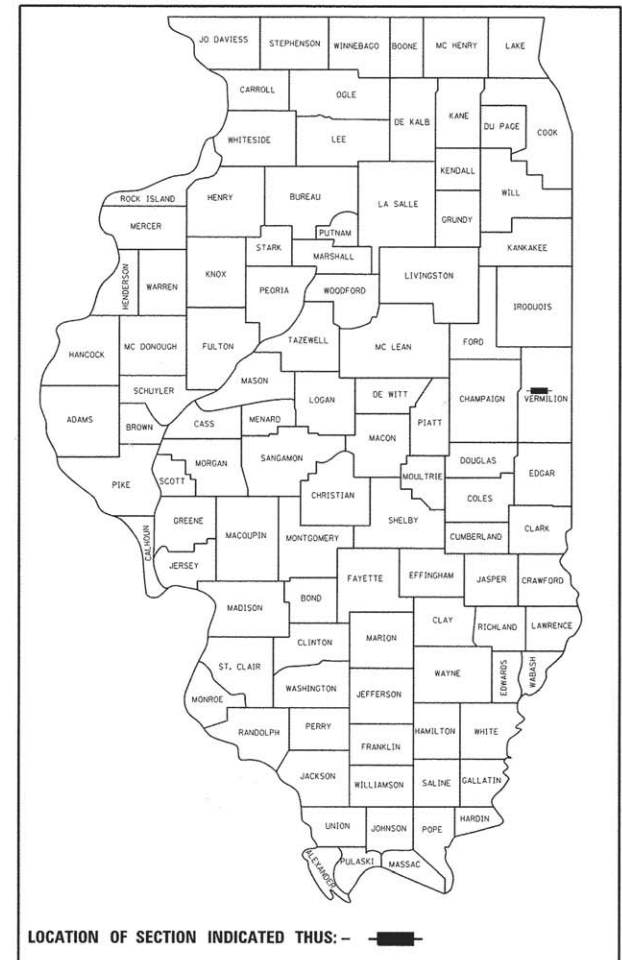 JO DAVIESS
STEPHENSON
WINNEBAGO
BOONE
MC HENRY
LAKE
CARROLL
OGLE
DE KALB
KANE
DU PAGE
COOK
WHITESIDE
LEE
KENDALL
WILL
ROCK ISLAND
HENRY
BUREAU
LA SALLE
GRUNDY
MERCER
PUTNAM
STARK
MARSHALL
KANKAKEE
HENDERSON
WARREN
KNOX
PEORIA
WOODFORD
LIVINGSTON
IROQUOIS
HANCOCK
MC DONOUGH
FULTON
TAZEWELL
MC LEAN
FORD
MASON
SCHUYLER
LOGAN
DE WITT
CHAMPAIGN
VERMILION
ADAMS
BROWN
CASS
MENARD
PIATT
MACON
MORGAN
SANGAMON
DOUGLAS
PIKE
SCOTT
MOULTRIE
EDGAR
CHRISTIAN
COLES
GREENE
MACOUPIN
SHELBY
CALHOUN
MONTGOMERY
CUMBERLAND
CLARK
JERSEY
FAYETTE
EFFINGHAM
JASPER
CRAWFORD
BOND
MADISON
CLAY
RICHLAND
LAWRENCE
CLINTON
MARION
ST. CLAIR
WAYNE
EDWARDS
WABASH
WASHINGTON
JEFFERSON
MONROE
RANDOLPH
PERRY
HAMILTON
WHITE
FRANKLIN
JACKSON
WILLIAMSON
SALINE
GALLATIN
UNION
JOHNSON
POPE
HARDIN
ALEXANDER
PULASKI
MASSAC
LOCATION OF SECTION INDICATED THUS: –